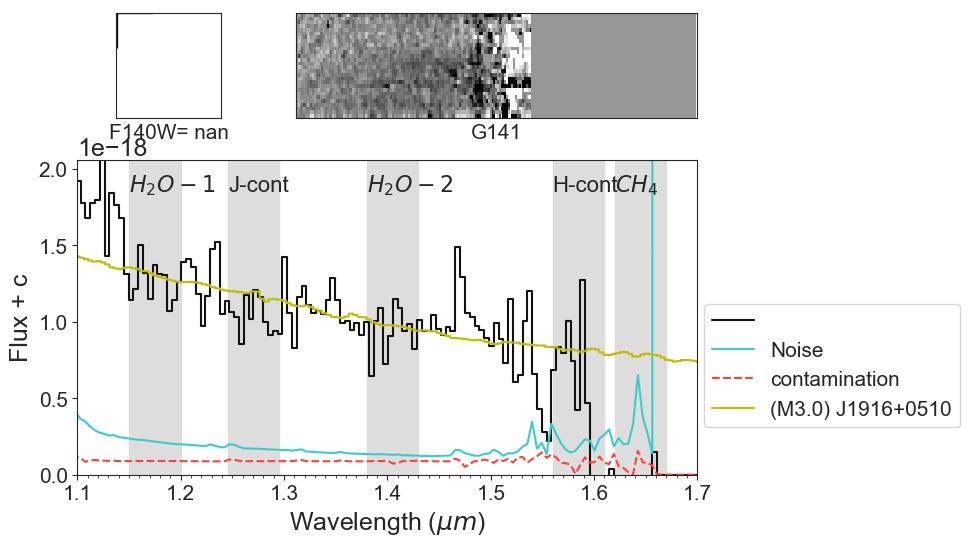 F140W= nan
G141
1e−18
H₂O − 1 J-cont H₂O − 2 H-cont CH₄
2.0
1.5
1.0
0.5
0.0
Flux + c
1.1 1.2 1.3 1.4 1.5 1.6 1.7
Wavelength (μm)
Noise
contamination
(M3.0) J1916+0510